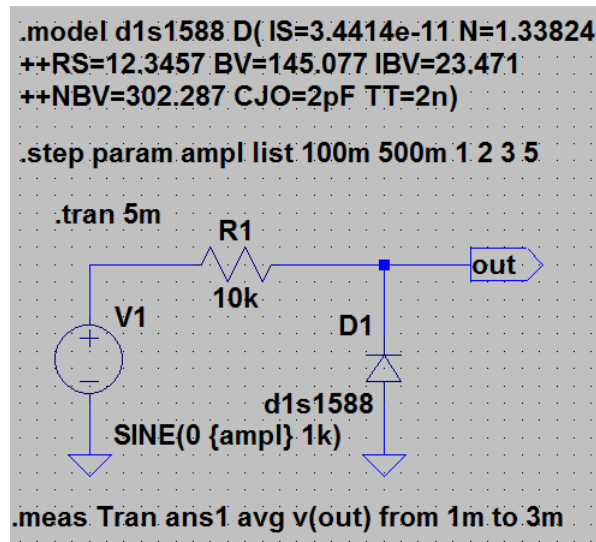 .model d1s1588 D( IS=3.4414e-11 N=1.33824
++RS=12.3457 BV=145.077 IBV=23.471
++NBV=302.287 CJO=2pF TT=2n)
.step param ampl list 100m 500m 1 2 3 5
.tran 5m
R1
out
10k
V1
D1
d1s1588
SINE(0 {ampl} 1k)
.meas Tran ans1 avg v(out) from 1m to 3m